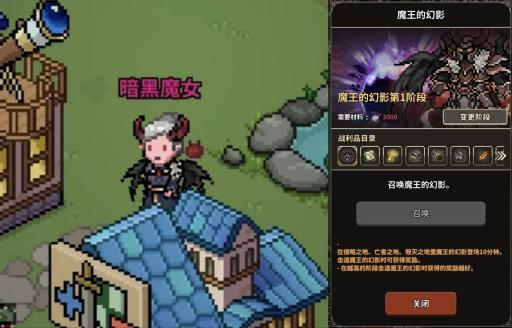 暗黑魔女
魔王的幻影
魔王的幻影第1阶段
需要材料： 3000
变更阶段
战利品目录
召唤魔王的幻影。
召唤
-
在侵略之地、亡者之地、毁灭之地里魔王的幻影登场10分钟。
击退魔王的幻影时可获得奖励。
- 在越高的阶段击退魔王的幻影时获得的奖励越好。
关闭